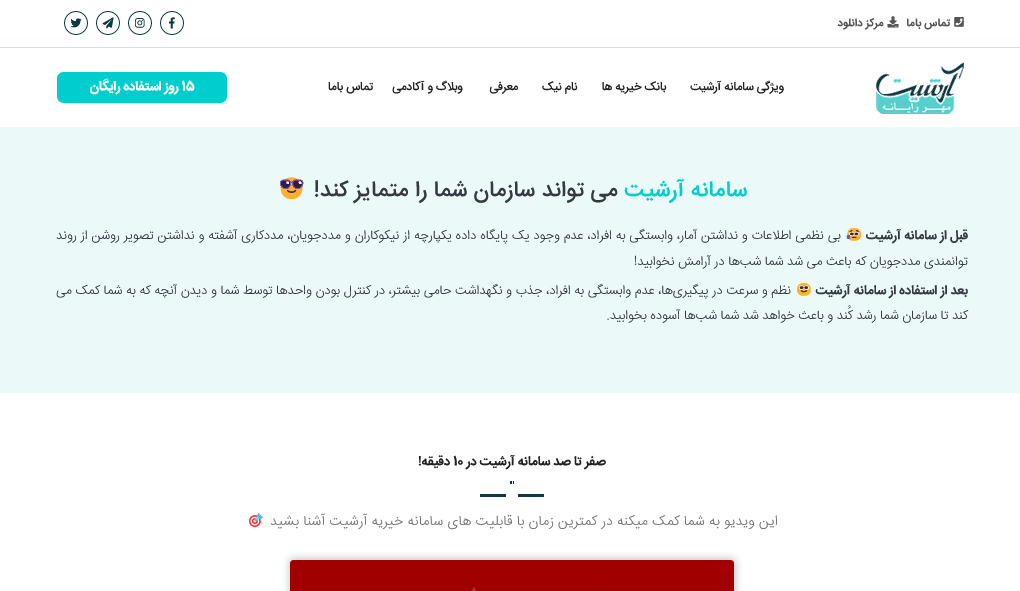 تماس باما
مرکز دانلود
آرشیت
مهر رایانه
ویژگی سامانه آرشیت
بانک خیریه ها
نام نیک
معرفی
وبلاگ و آکادمی
تماس باما
15 روز استفاده رایگان
سامانه آرشیت می تواند سازمان شما را متمایز کند! 😎
قبل از سامانه آرشیت 😥 بی نظمی اطلاعات و نداشتن آمار، وابستگی به افراد، عدم وجود یک پایگاه داده یکپارچه از نیکوکاران و مددجویان، مددکاری آشفته و نداشتن تصویر روشن از روند
توانمندی مددجویان که باعث می شد شما شب‌ها در آرامش نخوابید!
بعد از استفاده از سامانه آرشیت 😎 نظم و سرعت در پیگیری‌ها، عدم وابستگی به افراد، جذب و نگهداشت حامی بیشتر، در کنترل بودن واحدها توسط شما و دیدن آنچه که به شما کمک می
کند تا سازمان شما رشد کُند و باعث خواهد شد شما شب‌ها آسوده بخوابید.
صفر تا صد سامانه آرشیت در 10 دقیقه!
"
این ویدیو به شما کمک میکنه در کمترین زمان با قابلیت های سامانه خیریه آرشیت آشنا بشید 🎯